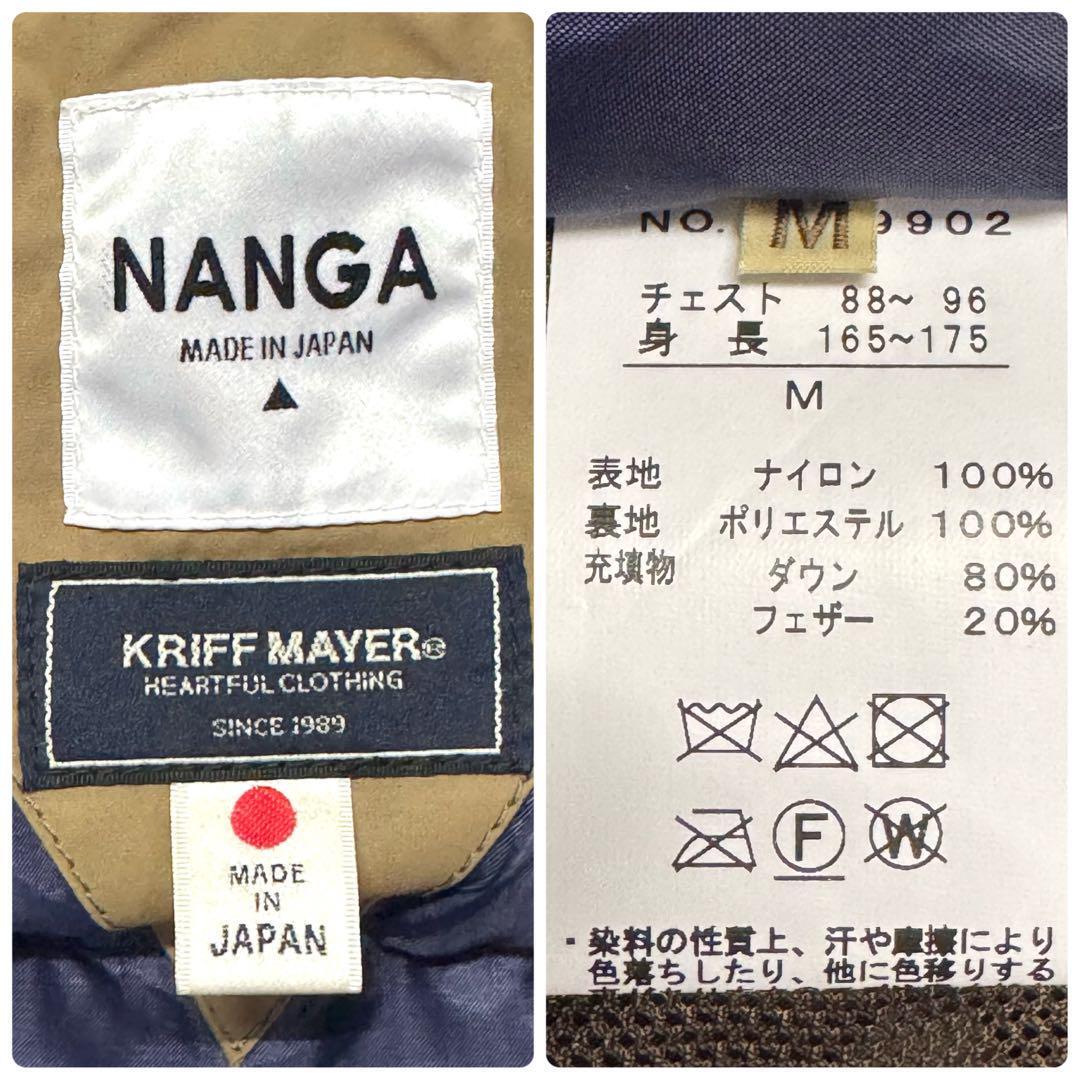 NANGA
MADE IN JAPAN
KRIFF MAYER®
HEARTFUL CLOTHING
SINCE 1989
MADE
IN
JAPAN
NO. M 9902
チェスト 88~ 96
身 長 165~175
M
表地 ナイロン 100%
裏地 ポリエステル 100%
充填物 ダウン 80%
フェザー 20%
F W
・染料の性質上、汗や摩擦により
色落ちしたり、他に色移りする